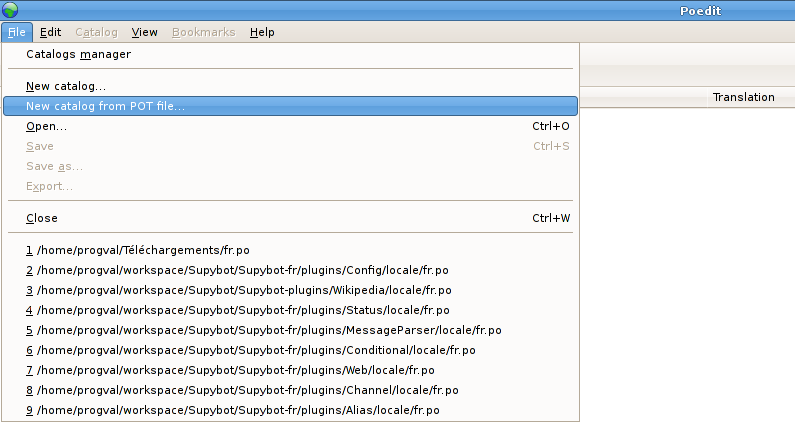 Poedit
File Edit Catalog View Bookmarks Help
Catalogs manager
New catalog...
New catalog from POT file...
Translation
Open... Ctrl+O
Save Ctrl+S
Save as...
Export...
Close Ctrl+W
1 /home/progval/Téléchargements/fr.po
2 /home/progval/workspace/Supybot/Supybot-fr/plugins/Config/locale/fr.po
3 /home/progval/workspace/Supybot/Supybot-plugins/Wikipedia/locale/fr.po
4 /home/progval/workspace/Supybot/Supybot-fr/plugins/Status/locale/fr.po
5 /home/progval/workspace/Supybot/Supybot-fr/plugins/MessageParser/locale/fr.po
6 /home/progval/workspace/Supybot/Supybot-fr/plugins/Conditional/locale/fr.po
7 /home/progval/workspace/Supybot/Supybot-fr/plugins/Web/locale/fr.po
8 /home/progval/workspace/Supybot/Supybot-fr/plugins/Channel/locale/fr.po
9 /home/progval/workspace/Supybot/Supybot-fr/plugins/Alias/locale/fr.po